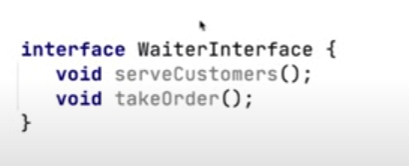 interface WaiterInterface {
void serveCustomers();
void takeOrder();
}